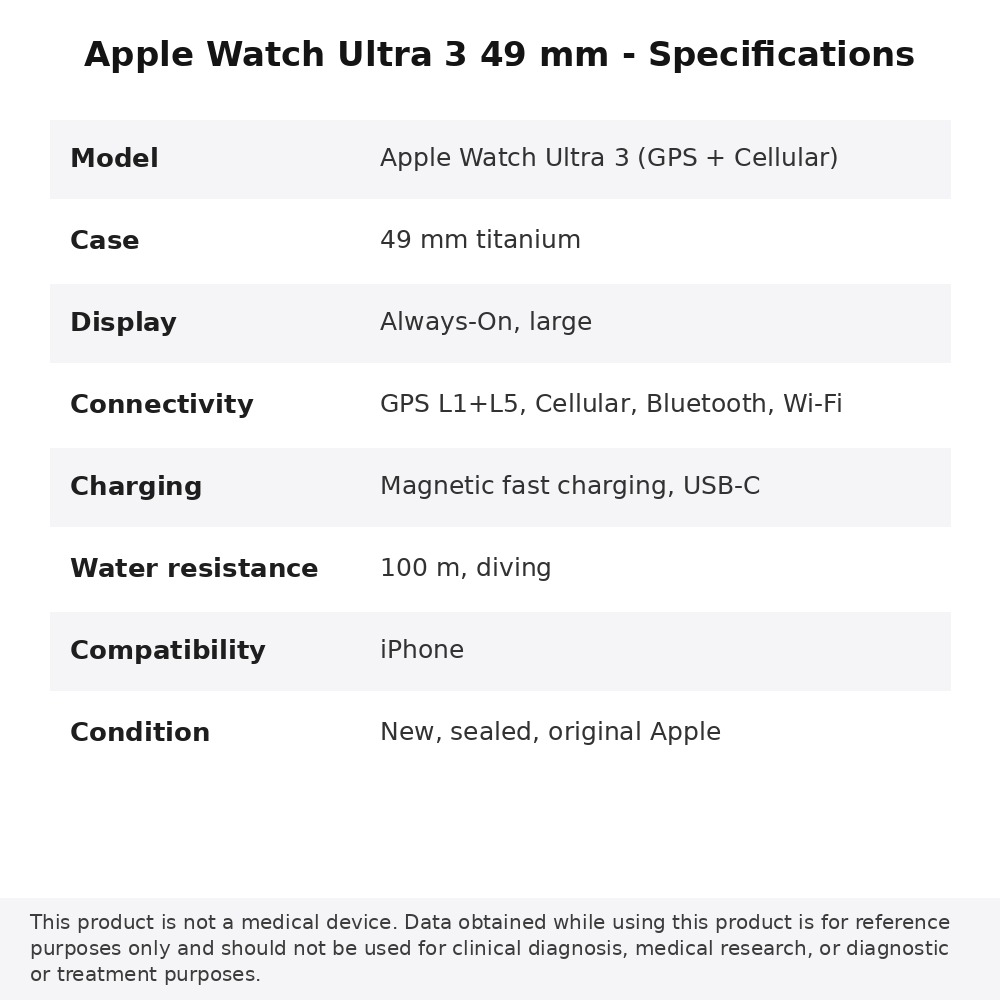 Apple Watch Ultra 3 49 mm - Specifications
Model Apple Watch Ultra 3 (GPS + Cellular)
Case 49 mm titanium
Display Always-On, large
Connectivity GPS L1+L5, Cellular, Bluetooth, Wi-Fi
Charging Magnetic fast charging, USB-C
Water resistance 100 m, diving
Compatibility iPhone
Condition New, sealed, original Apple
This product is not a medical device. Data obtained while using this product is for reference
purposes only and should not be used for clinical diagnosis, medical research, or diagnostic
or treatment purposes.